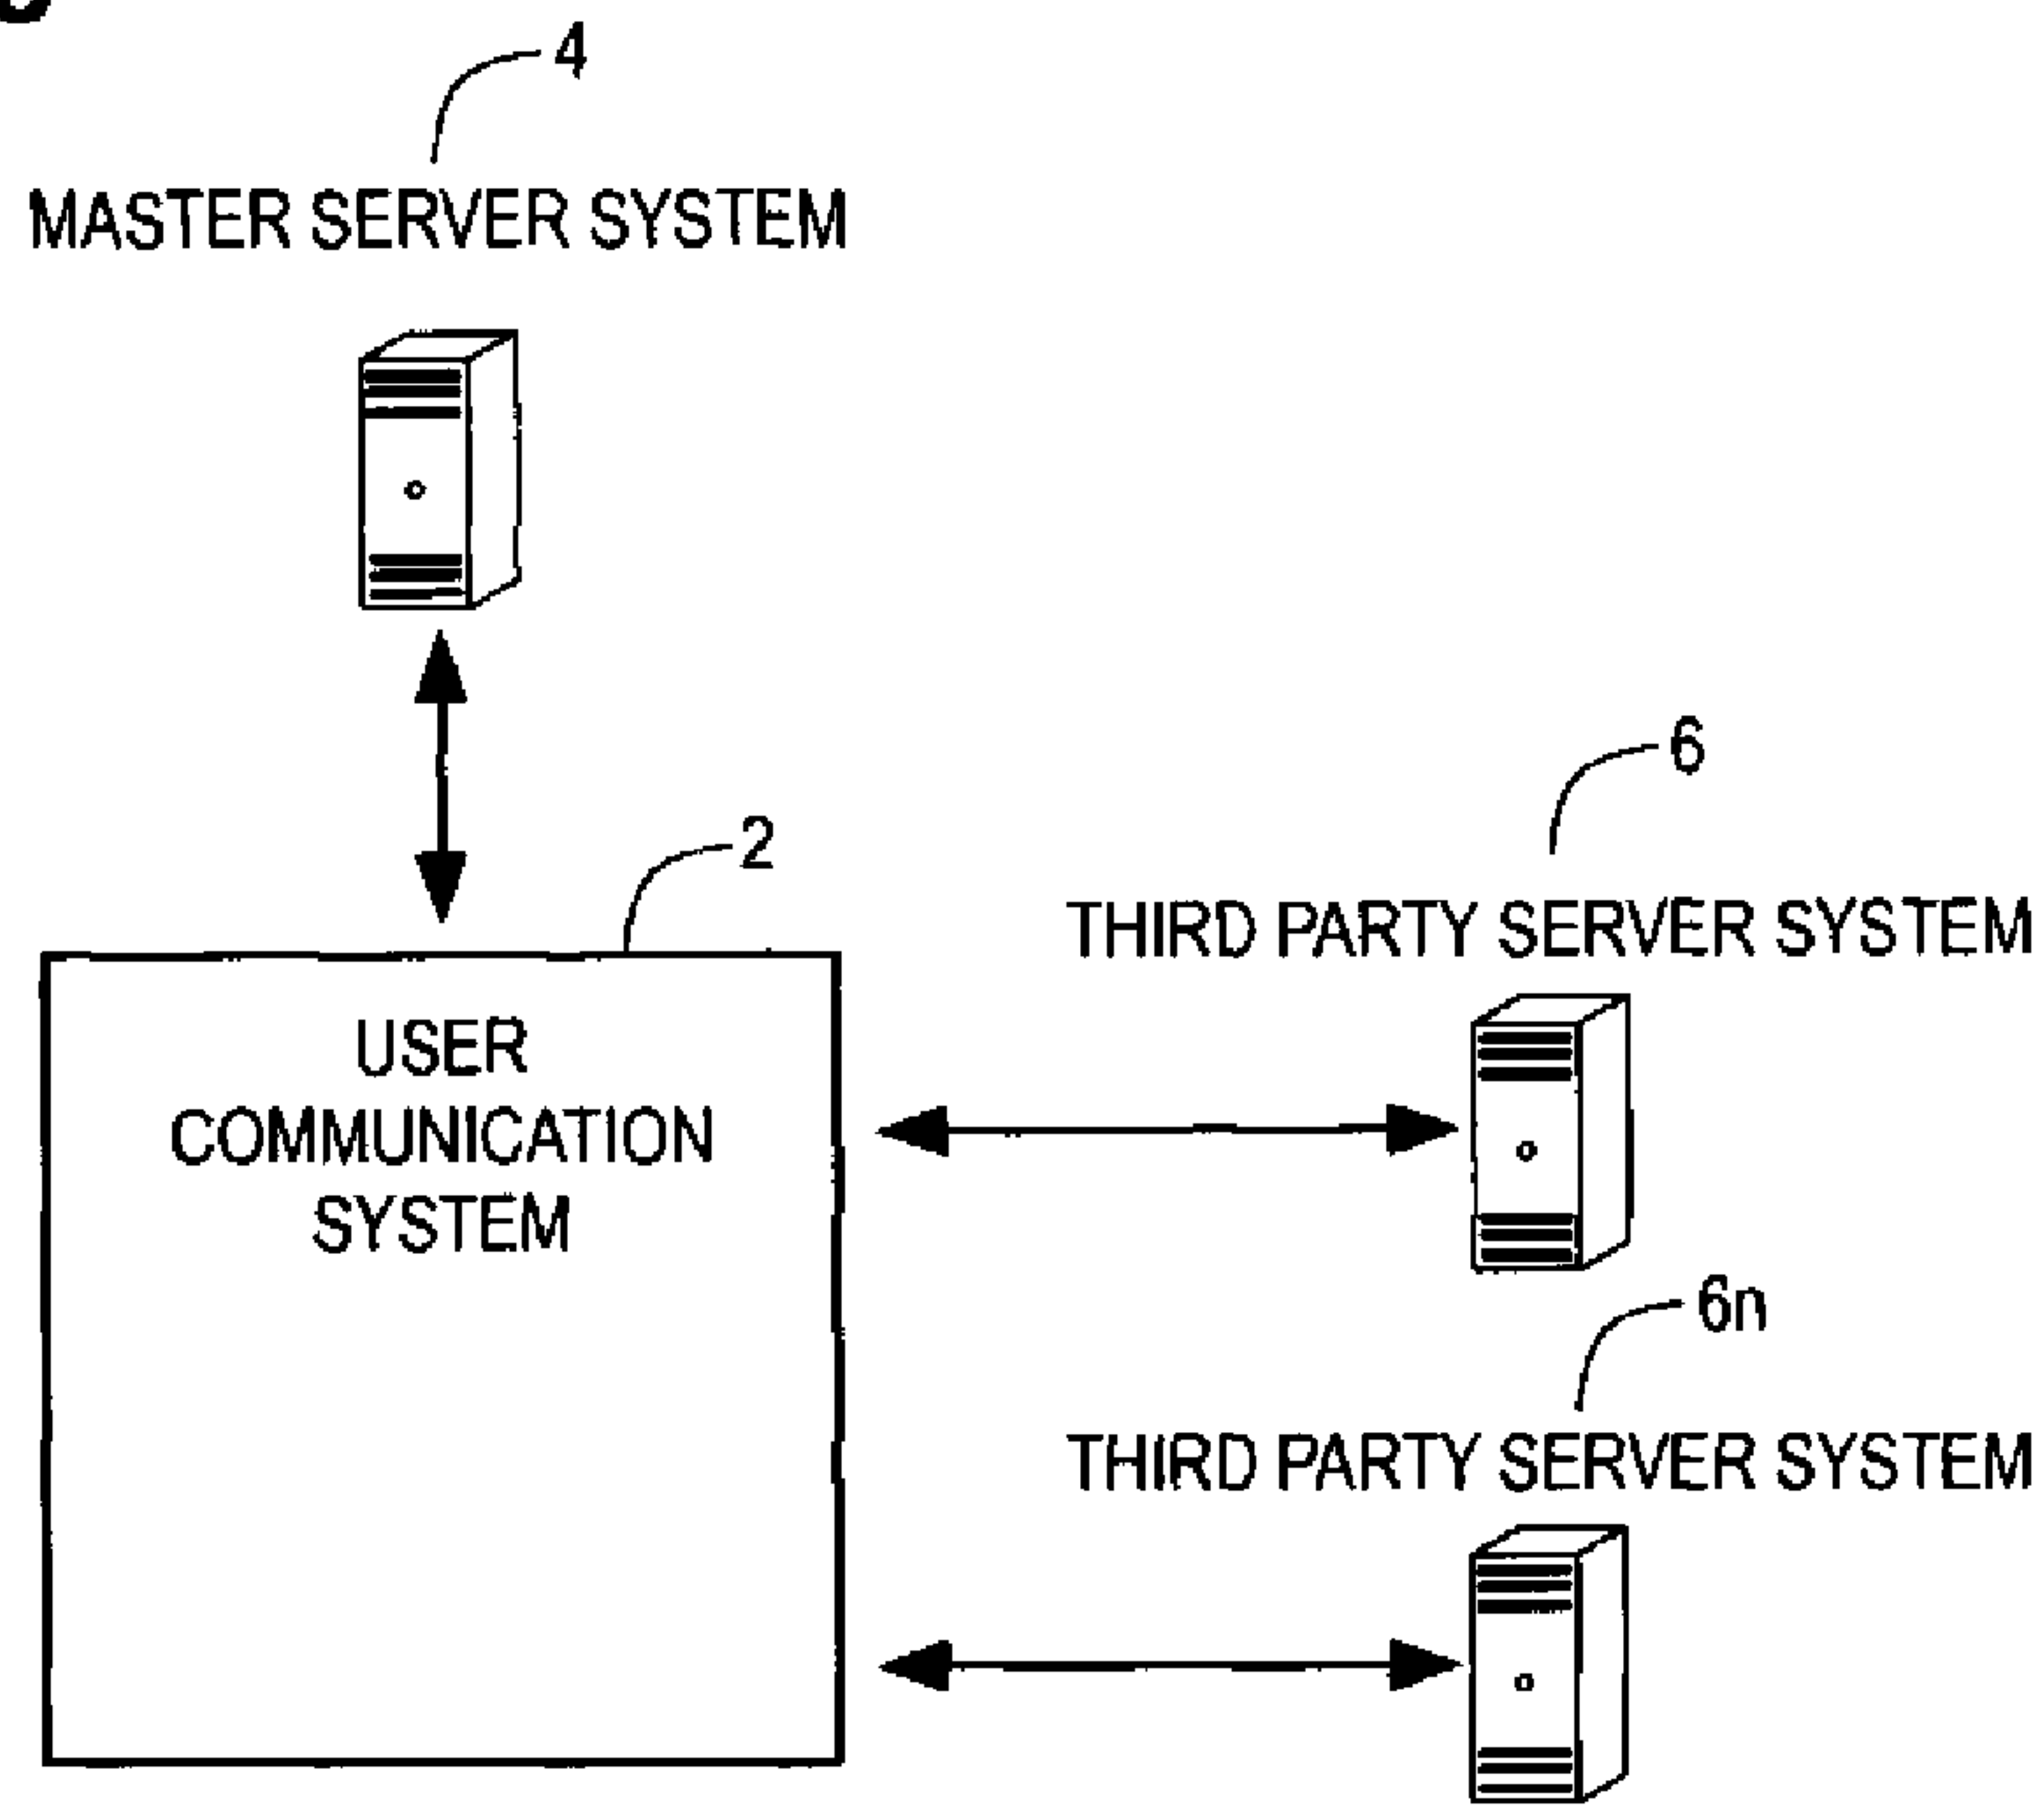 4
MASTER SERVER SYSTEM
2
6
THIRD PARTY SERVER SYSTEM
USER
COMMUNICATION
SYSTEM
6n
THIRD PARTY SERVER SYSTEM